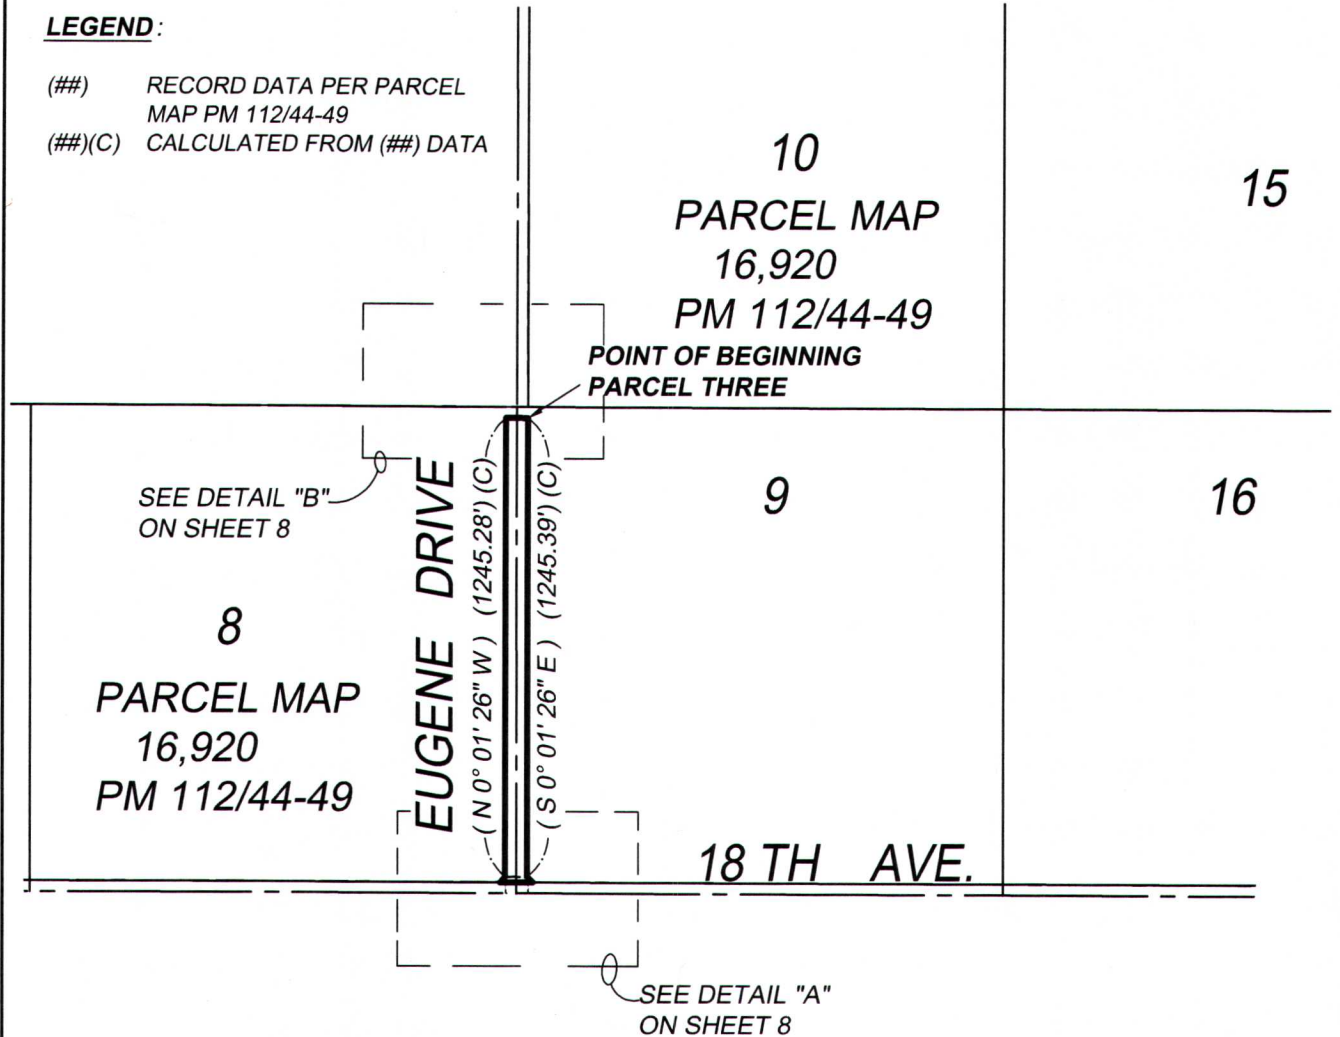 LEGEND:
(##) RECORD DATA PER PARCEL
MAP PM 112/44-49
(##)(C) CALCULATED FROM (##) DATA
10
PARCEL MAP
16,920
PM 112/44-49
15
POINT OF BEGINNING
PARCEL THREE
SEE DETAIL "B"
ON SHEET 8
EUGENE DRIVE
( N 0° 01' 26" W ) (1245.28') (C)
( S 0° 01' 26" E ) (1245.39') (C)
9
16
8
PARCEL MAP
16,920
PM 112/44-49
18 TH AVE.
SEE DETAIL "A"
ON SHEET 8